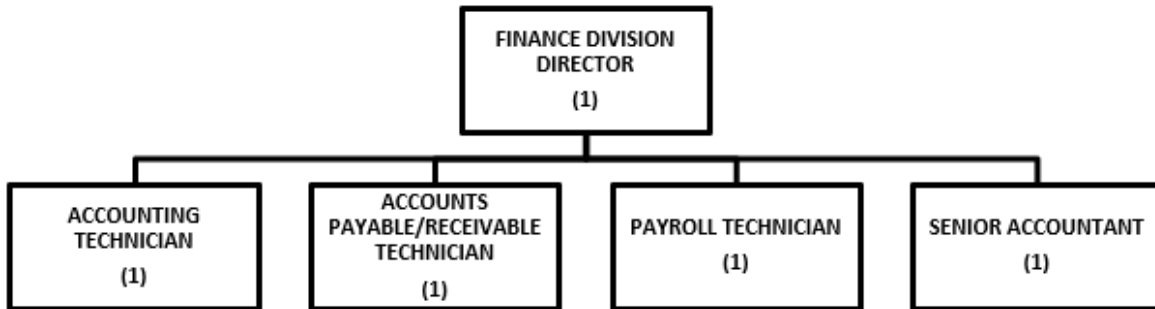 FINANCE DIVISION
DIRECTOR
(1)
ACCOUNTING
TECHNICIAN
(1)
ACCOUNTS
PAYABLE/RECEIVABLE
TECHNICIAN
(1)
PAYROLL TECHNICIAN
(1)
SENIOR ACCOUNTANT
(1)